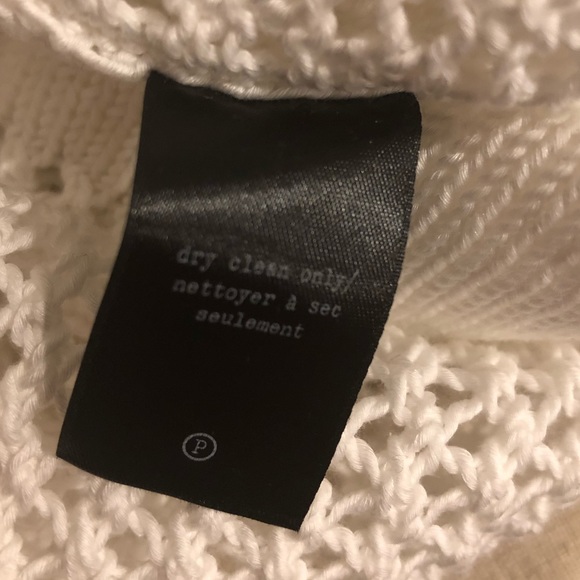 dry clean only/
nettoyer à sec
seulement
P